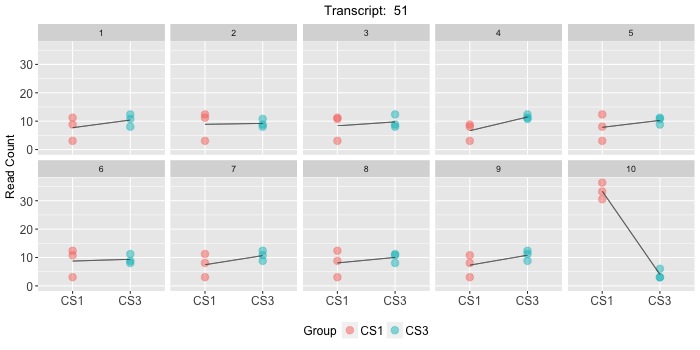 Transcript: 51
1 2 3 4 5
30
20
10
0
Read Count
6 7 8 9 10
30
20
10
0
CS1 CS3 CS1 CS3 CS1 CS3 CS1 CS3 CS1 CS3
Group CS1 CS3